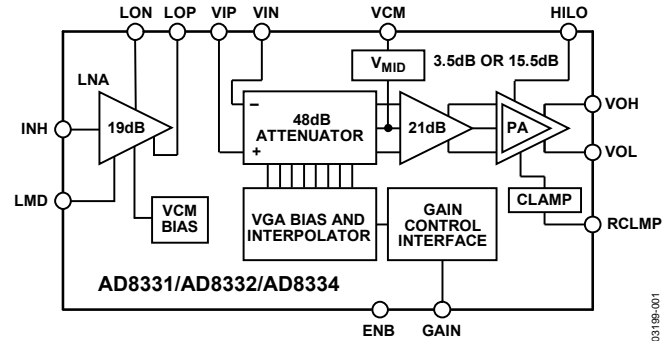 LON LOP VIP VIN VCM HILO
LNA
V_MID
3.5dB OR 15.5dB
INH
19dB
–
+
48dB
ATTENUATOR
21dB
PA
VOH
VOL
LMD
VCM
BIAS
VGA BIAS AND
INTERPOLATOR
GAIN
CONTROL
INTERFACE
CLAMP
RCLMP
AD8331/AD8332/AD8334
ENB GAIN
03199-001